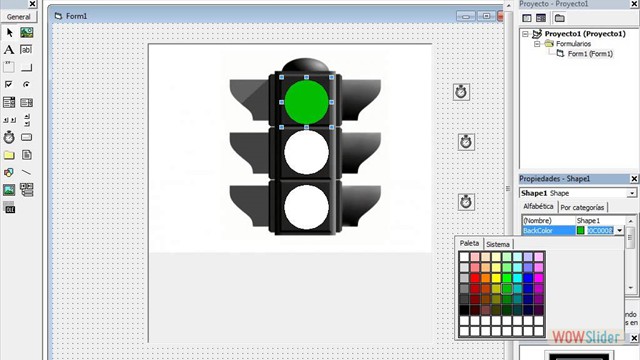 Form1
General
A
ab|
Proyecto - Proyecto1
Proyecto1 (Proyecto1)
Formularios
Form1 (Form1)
Propiedades - Shape1
Shape1 Shape
Alfabética
Por categorías
(Nombre)
Shape1
BackColor
Paleta
Sistema
WOWSlider